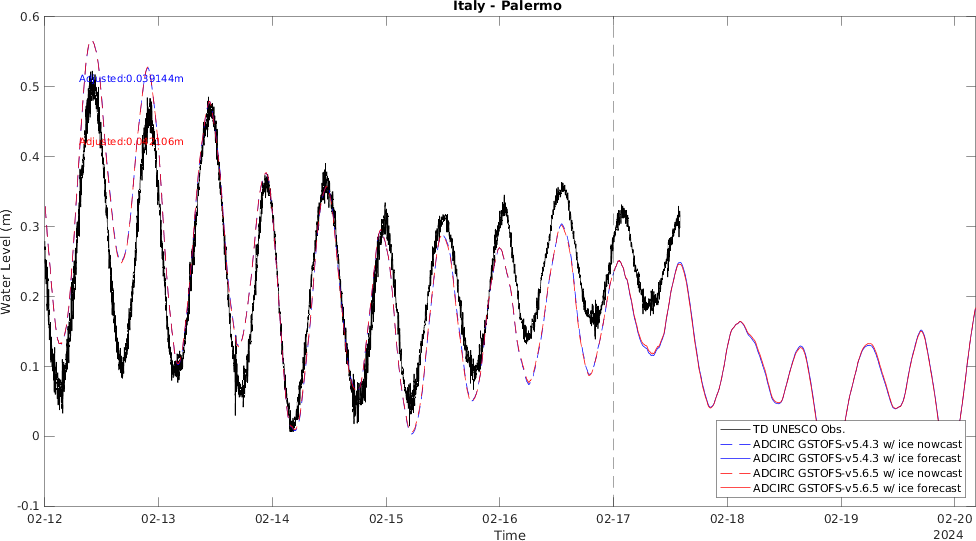 Italy - Palermo
0.6
0.5
0.4
0.3
0.2
0.1
0
-0.1
Water Level (m)
Adjusted:0.039144m
TD UNESCO Obs.
ADCIRC GSTOFS-v5.4.3 w/ ice nowcast
ADCIRC GSTOFS-v5.4.3 w/ ice forecast
ADCIRC GSTOFS-v5.6.5 w/ ice nowcast
ADCIRC GSTOFS-v5.6.5 w/ ice forecast
02-12
02-13
02-14
02-15
02-16
02-17
02-18
02-19
02-20
2024
Time